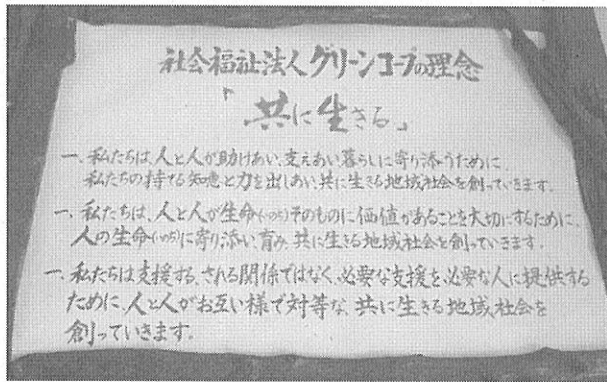 社会福祉法人グリーンコープの理念
「共に生きる」
一、私たちは、人と人が助けあい、支えあい、暮らしに寄り添うために、
私たちの持てる知恵と力を出しあい、共に生きる地域社会を創っていきます。
一、私たちは、人と人が生命(いのち)そのものに価値があることを大切にするために、
人の生命(いのち)に寄り添い、育み、共に生きる地域社会を創っていきます。
一、私たちは支援する、される関係ではなく、必要な支援を、必要な人に提供する
ために、人と人がお互い様で対等な、共に生きる地域社会を
創っていきます。